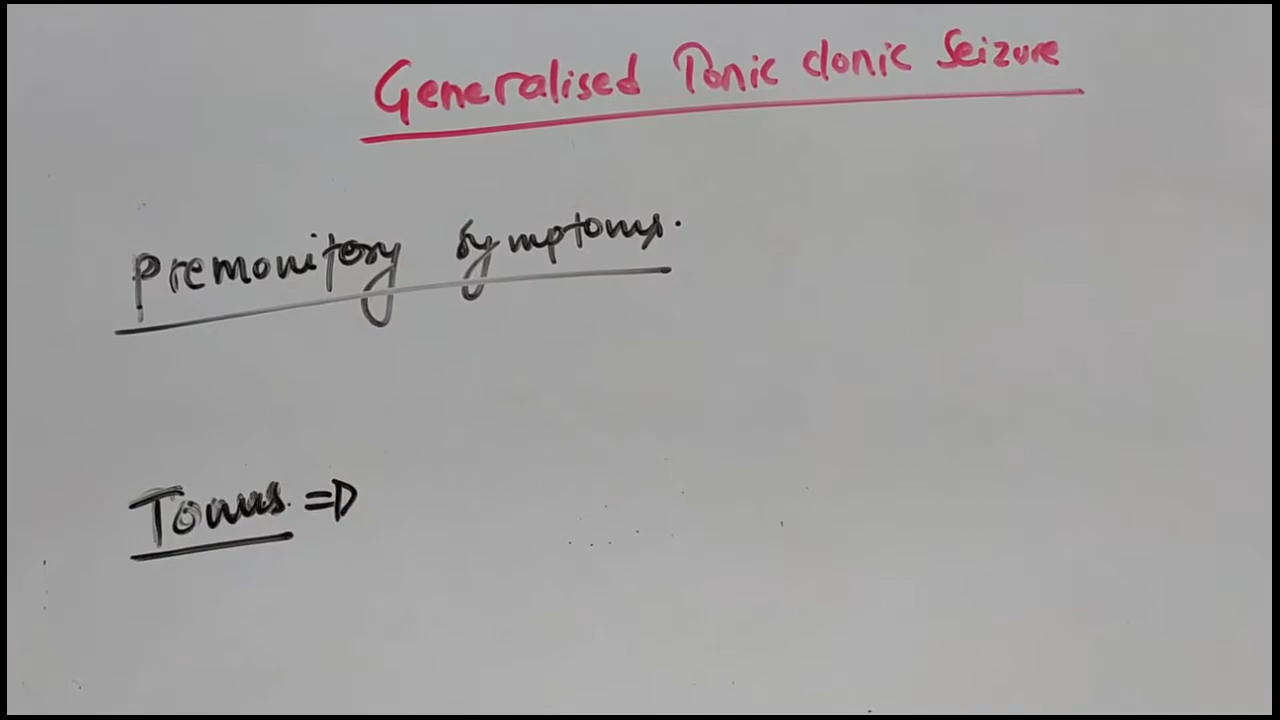 Generalised Tonic clonic Seizure
Premonitory Symptoms.
Tonus. ⇒